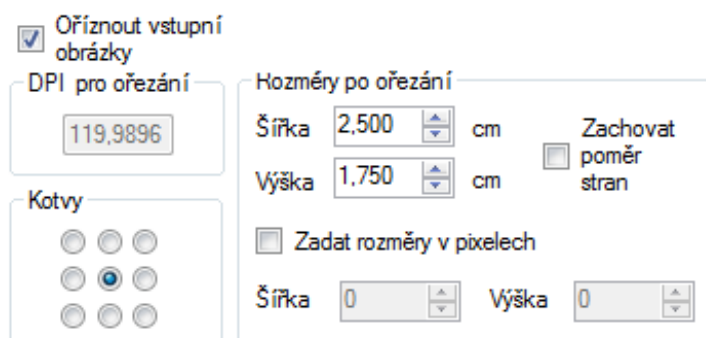 Oříznout vstupní
obrázky
DPI pro ořezání
119,9896
Kotvy
Rozměry po ořezání
Šířka 2,500 cm
Výška 1,750 cm
Zachovat
poměr
stran
Zadat rozměry v pixelech
Šířka 0 Výška 0